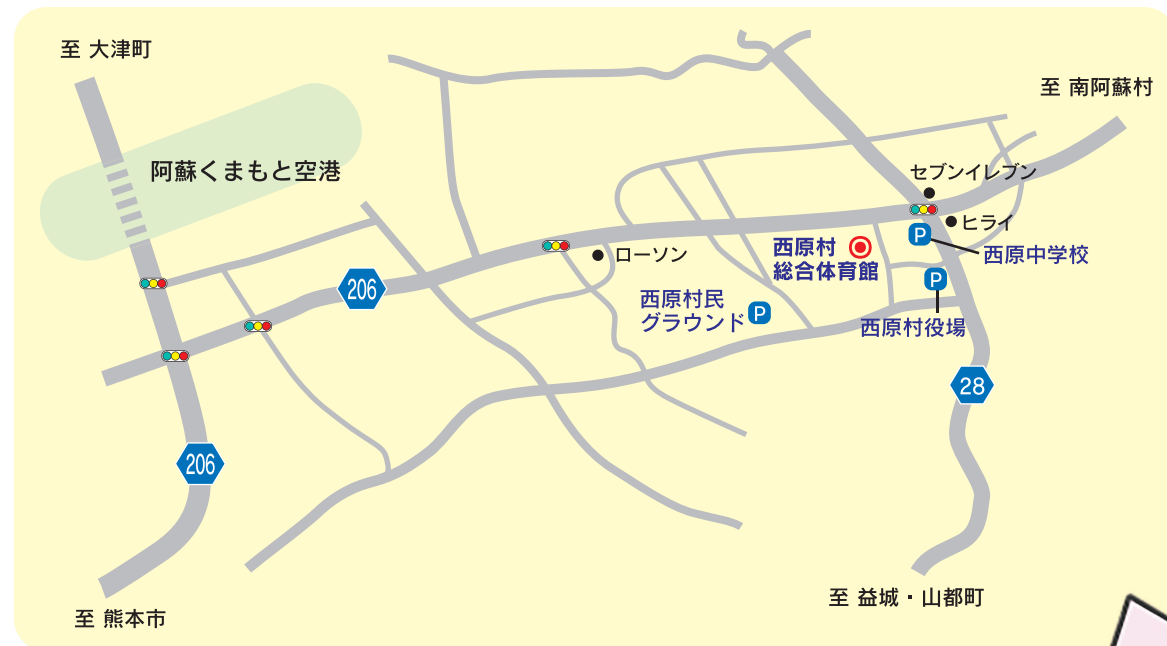 至 大津町
至 南阿蘇村
阿蘇くまもと空港
セブンイレブン
ヒライ
P
西原中学校
西原村
総合体育館
ローソン
P
206
西原村民
グラウンド
P
西原村役場
28
206
至 益城・山都町
至 熊本市